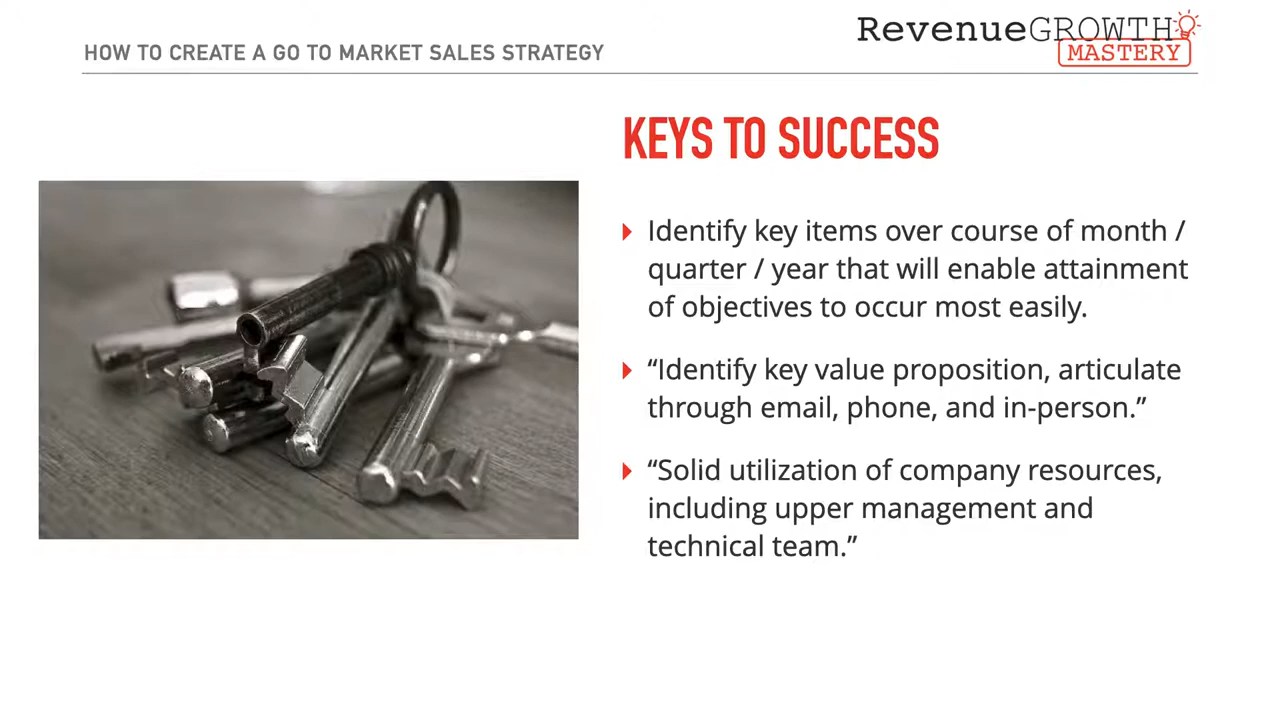 HOW TO CREATE A GO TO MARKET SALES STRATEGY
RevenueGROWTH
MASTERY
KEYS TO SUCCESS
Identify key items over course of month /
quarter / year that will enable attainment
of objectives to occur most easily.
“Identify key value proposition, articulate
through email, phone, and in-person.”
“Solid utilization of company resources,
including upper management and
technical team.”